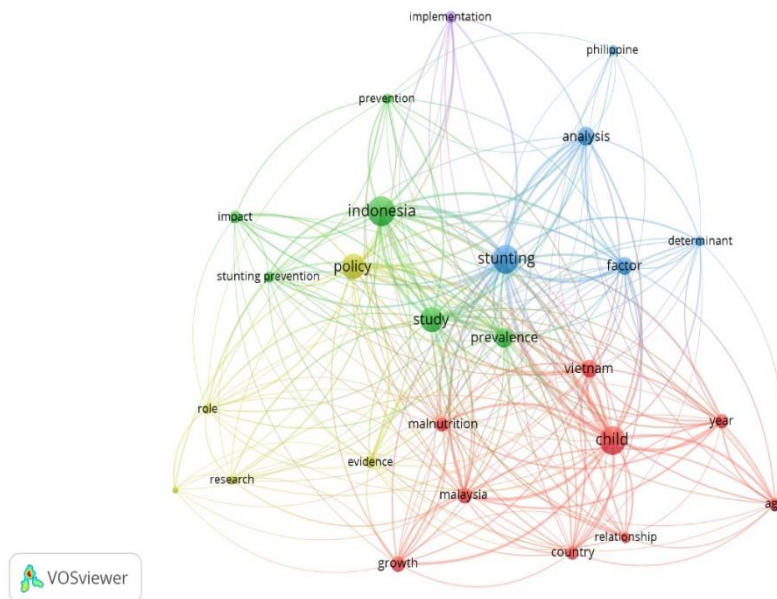 implementation
philippine
prevention
analysis
indonesia
impact
determinant
stunting
policy
factor
stunting prevention
study
prevalence
vietnam
role
year
malnutrition
child
evidence
research
malaysia
ag
relationship
country
growth
VOSviewer